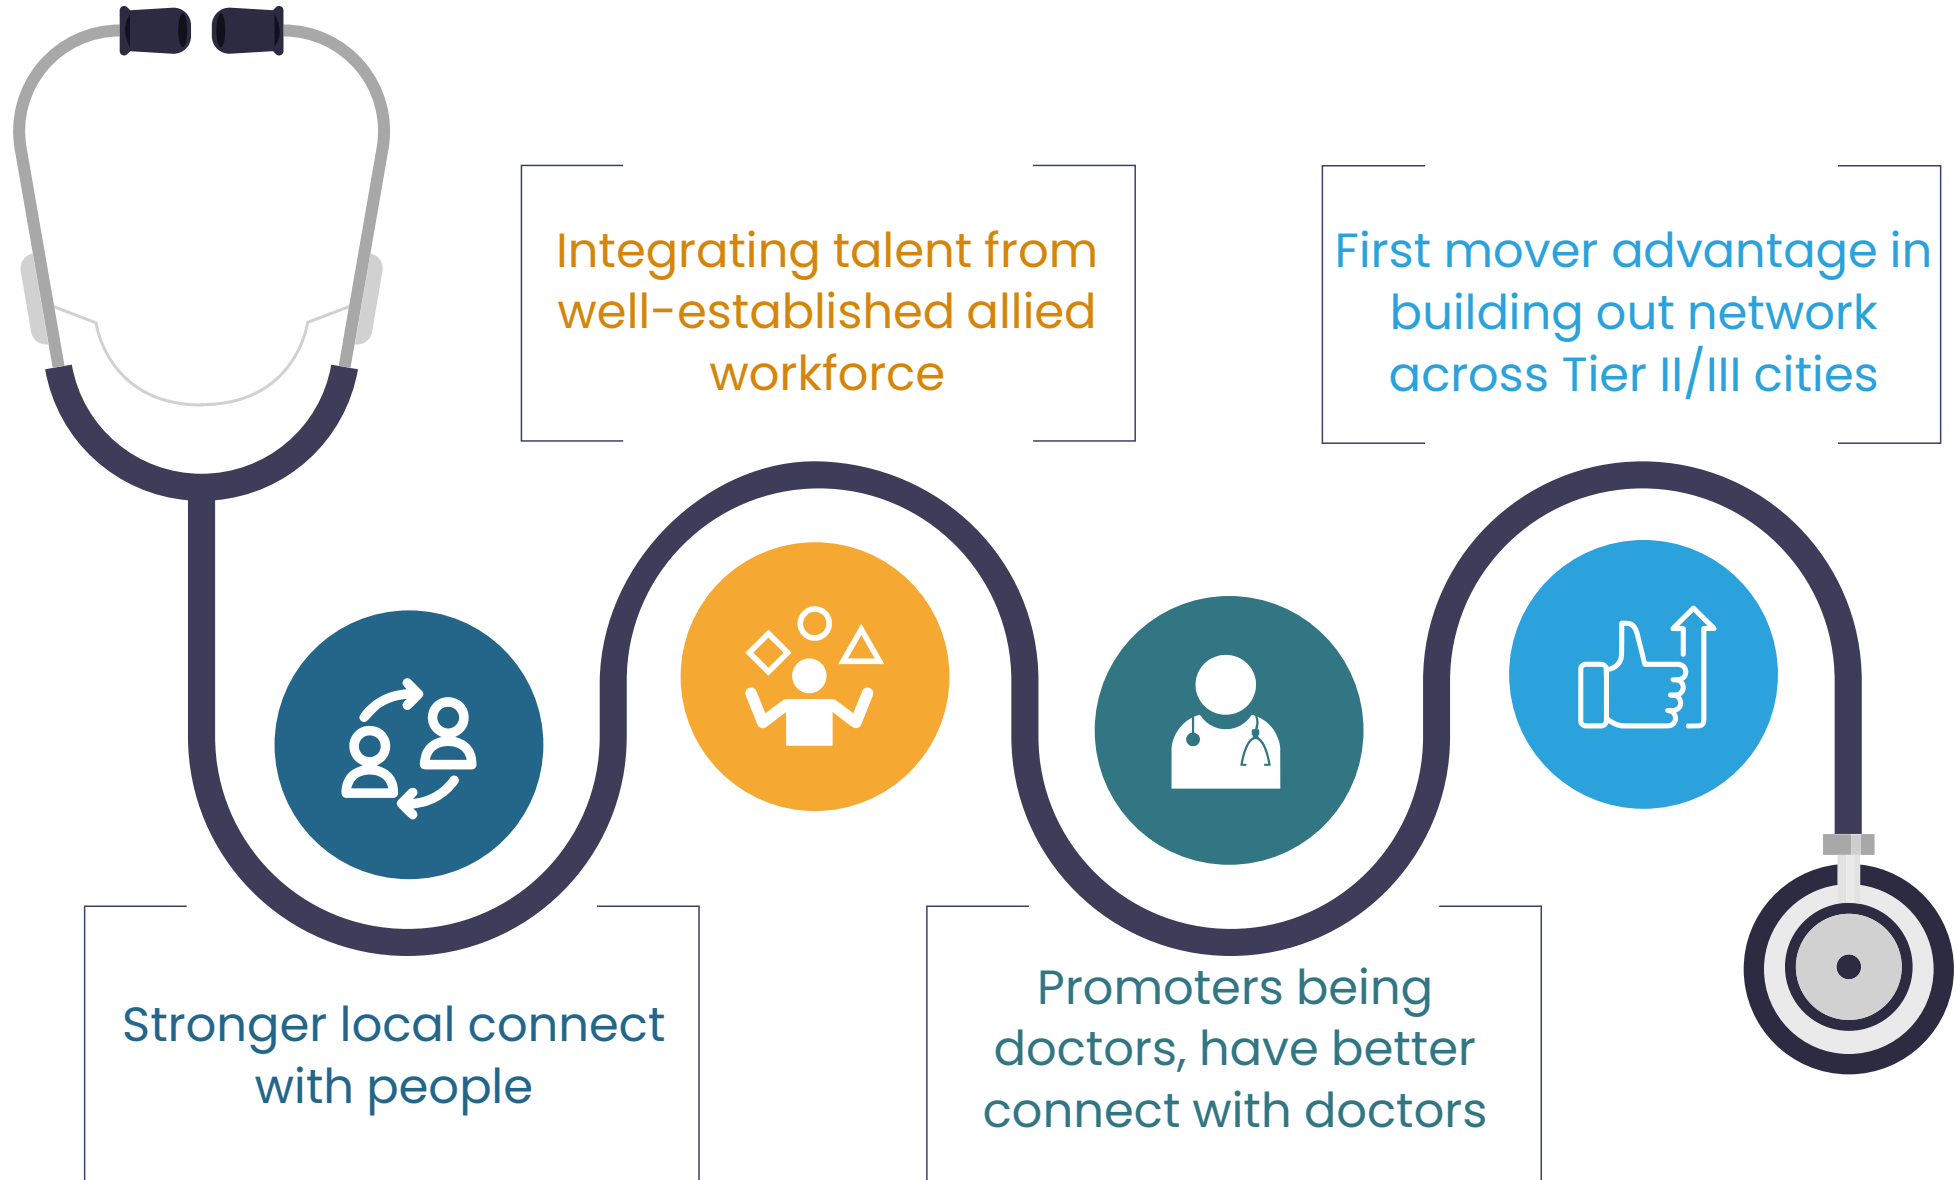 Integrating talent from
well-established allied
workforce
First mover advantage in
building out network
across Tier II/III cities
Stronger local connect
with people
Promoters being
doctors, have better
connect with doctors